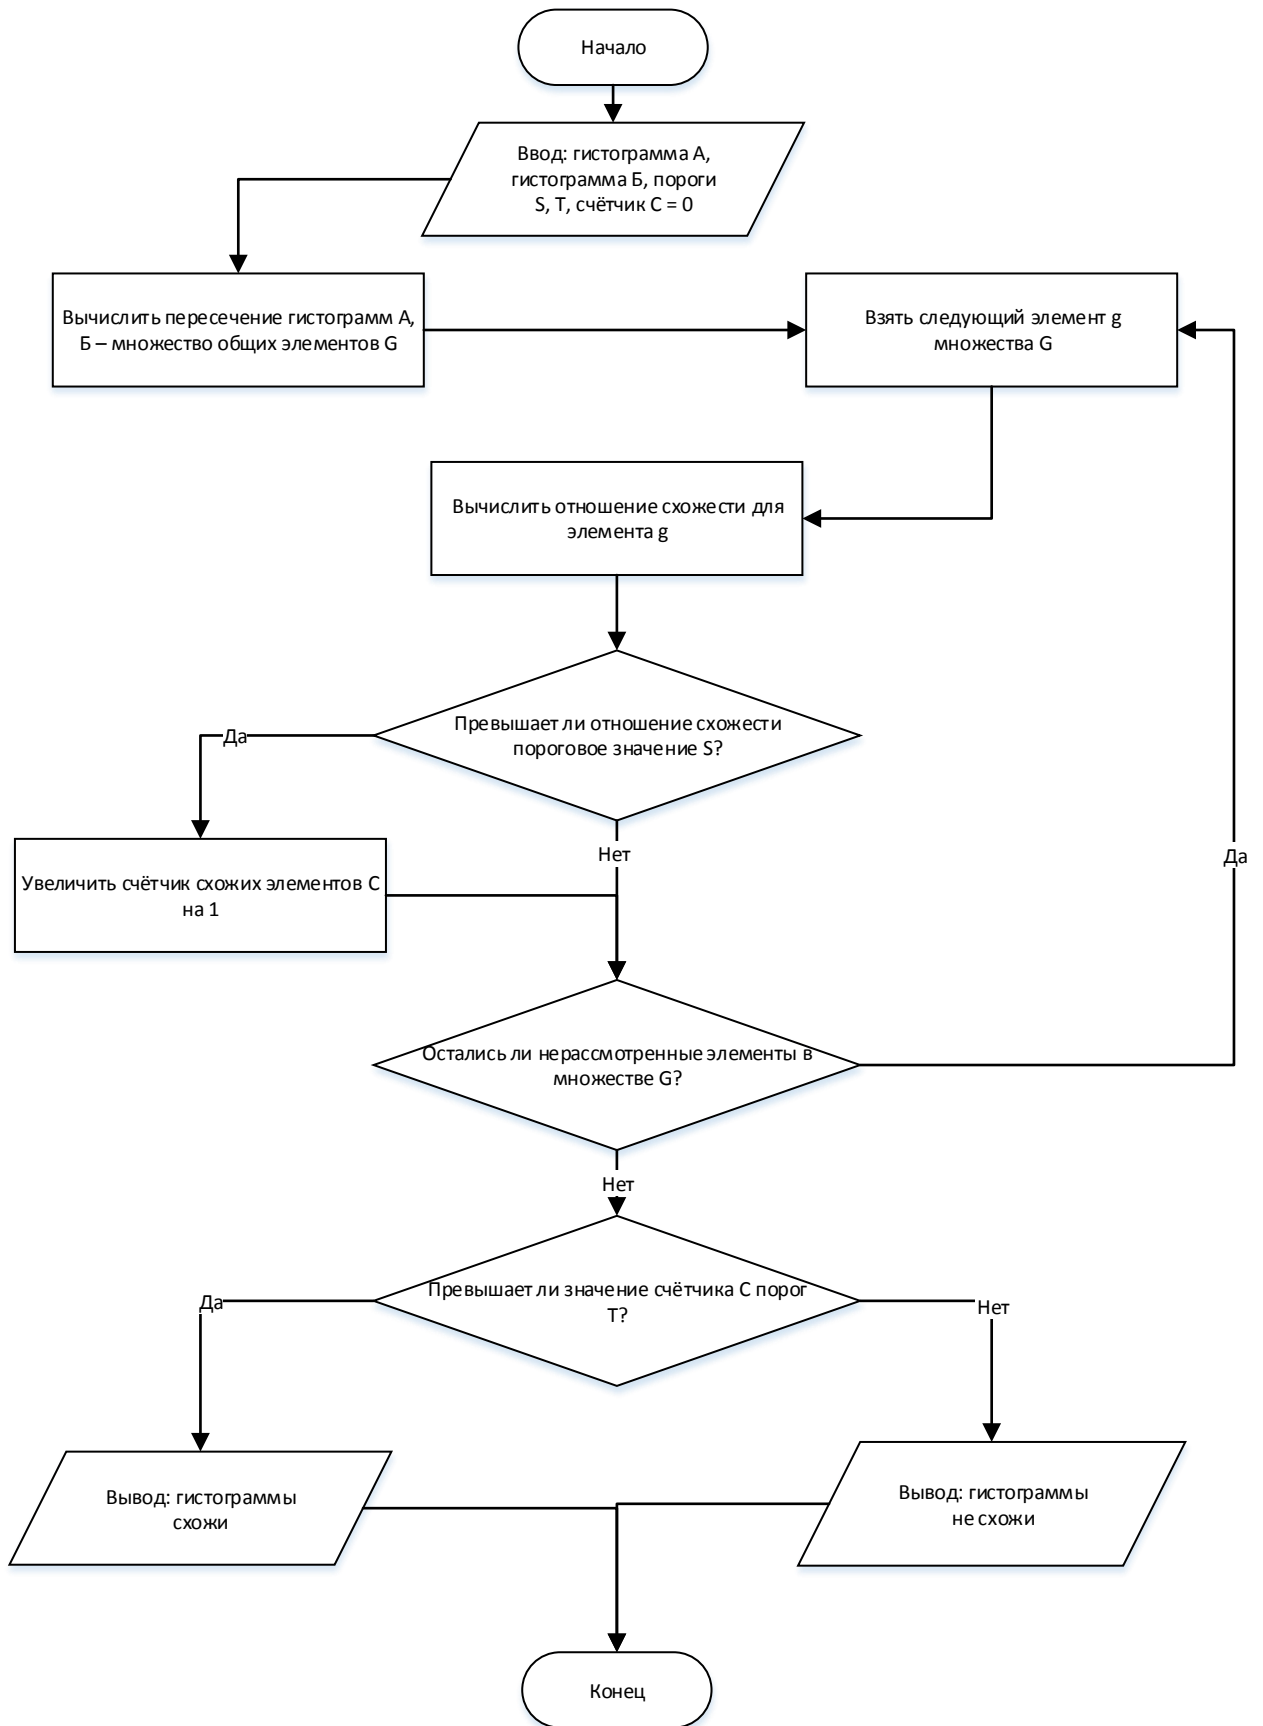 Начало
Ввод: гистограмма А,
гистограмма Б, пороги
S, T, счётчик C = 0
Вычислить пересечение гистограмм А,
Б – множество общих элементов G
Взять следующий элемент g
множества G
Вычислить отношение схожести для
элемента g
Превышает ли отношение схожести
пороговое значение S?
Да
Нет
Да
Увеличить счётчик схожих элементов С
на 1
Остались ли нерассмотренные элементы в
множестве G?
Нет
Превышает ли значение счётчика С порог
Т?
Да
Нет
Вывод: гистограммы
схожи
Вывод: гистограммы
не схожи
Конец